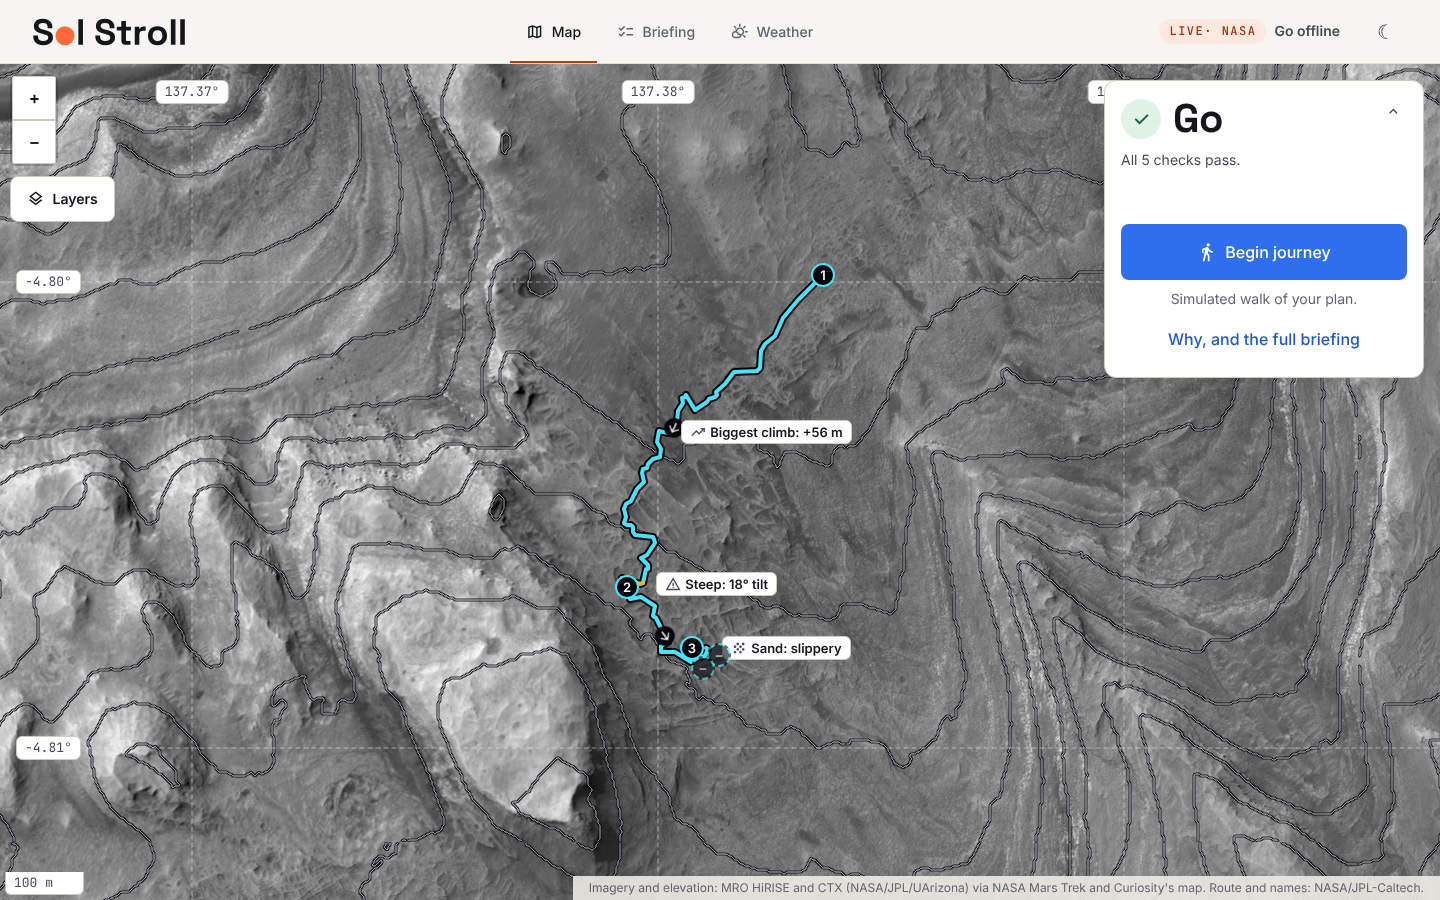 Sol Stroll
Map
Briefing
Weather
LIVE· NASA
Go offline
+
−
Layers
137.37°
137.38°
1
-4.80°
-4.81°
Go
All 5 checks pass.
Begin journey
Simulated walk of your plan.
Why, and the full briefing
1
Biggest climb: +56 m
2
Steep: 18° tilt
3
Sand: slippery
100 m
Imagery and elevation: MRO HiRISE and CTX (NASA/JPL/UArizona) via NASA Mars Trek and Curiosity's map. Route and names: NASA/JPL-Caltech.